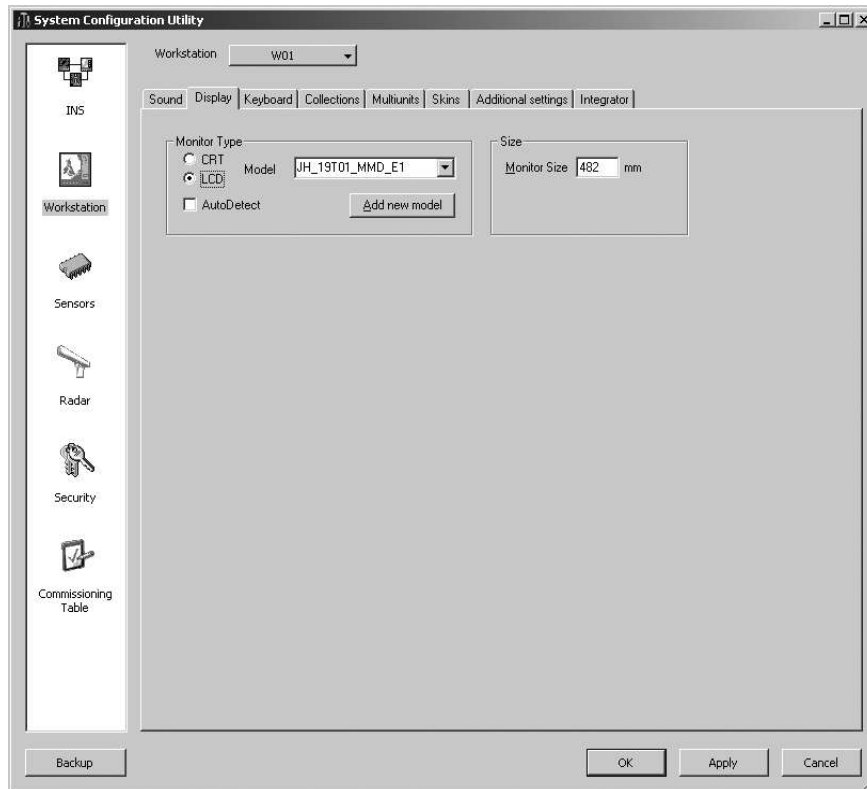 System Configuration Utility
Workstation W01
INS
Workstation
Sensors
Radar
Security
Commissioning
Table
Sound Display Keyboard Collections Multiunits Skins Additional settings Integrator
Monitor Type
CRT
LCD
Model JH_19T01_MMD_E1
AutoDetect Add new model
Size
Monitor Size 482 mm
Backup OK Apply Cancel